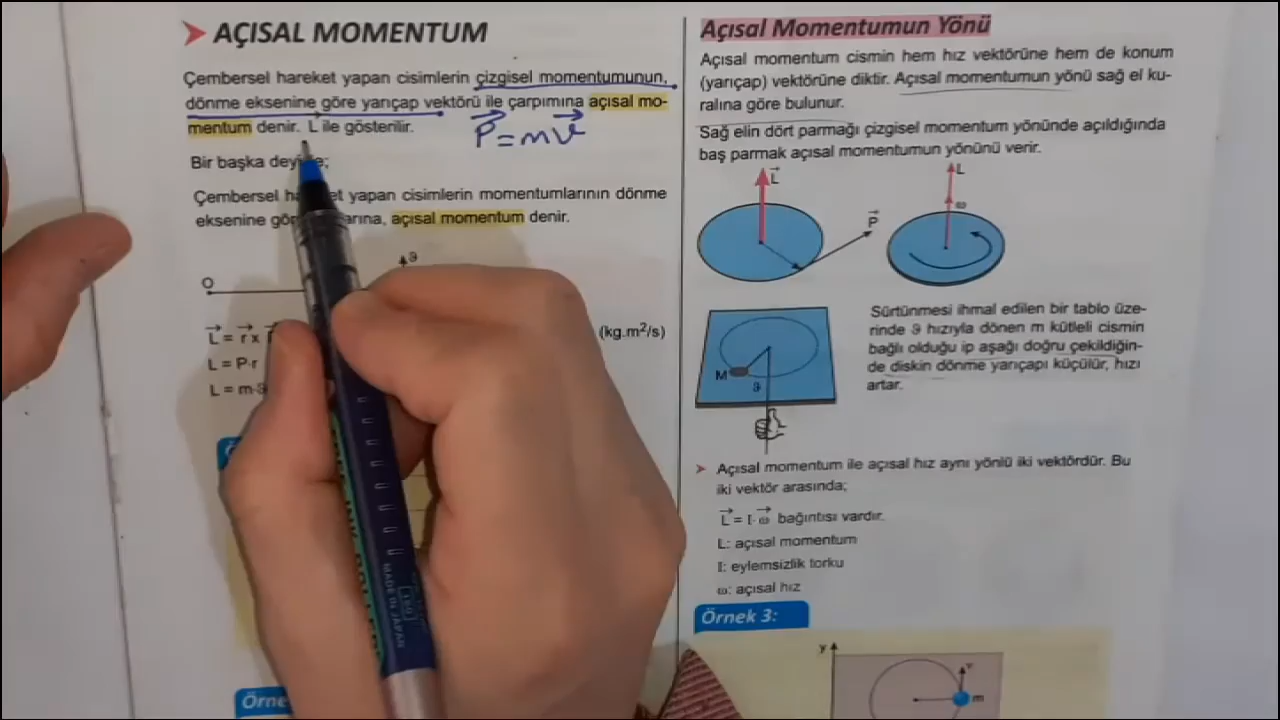 AÇISAL MOMENTUM
Çembersel hareket yapan cisimlerin çizgisel momentumunun,
dönme eksenine göre yarıçap vektörü ile çarpımına açısal mo-
mentum denir. L ile gösterilir.
P = mv
Bir başka deyişle;
Çembersel hareket yapan cisimlerin momentumlarının dönme
eksenine açısal momentum denir.
ϑ
O
L = r x
(kg.m²/s)
L = P·r
L = m·ϑ
Açısal Momentumun Yönü
Açısal momentum cismin hem hız vektörüne hem de konum
(yarıçap) vektörüne diktir. Açısal momentumun yönü sağ el ku-
ralına göre bulunur.
Sağ elin dört parmağı çizgisel momentum yönünde açıldığında
baş parmak açısal momentumun yönünü verir.
L
P
L
ω
Sürtünmesi ihmal edilen bir tablo üze-
rinde ϑ hızıyla dönen m kütleli cismin
bağlı olduğu ip aşağı doğru çekildiğin-
de diskin dönme yarıçapı küçülür, hızı
artar.
M
ϑ
Açısal momentum ile açısal hız aynı yönlü iki vektördür. Bu
iki vektör arasında;
L = I·ω bağıntısı vardır.
L: açısal momentum
I: eylemsizlik torku
ω: açısal hız
Örnek 3:
y
v
m